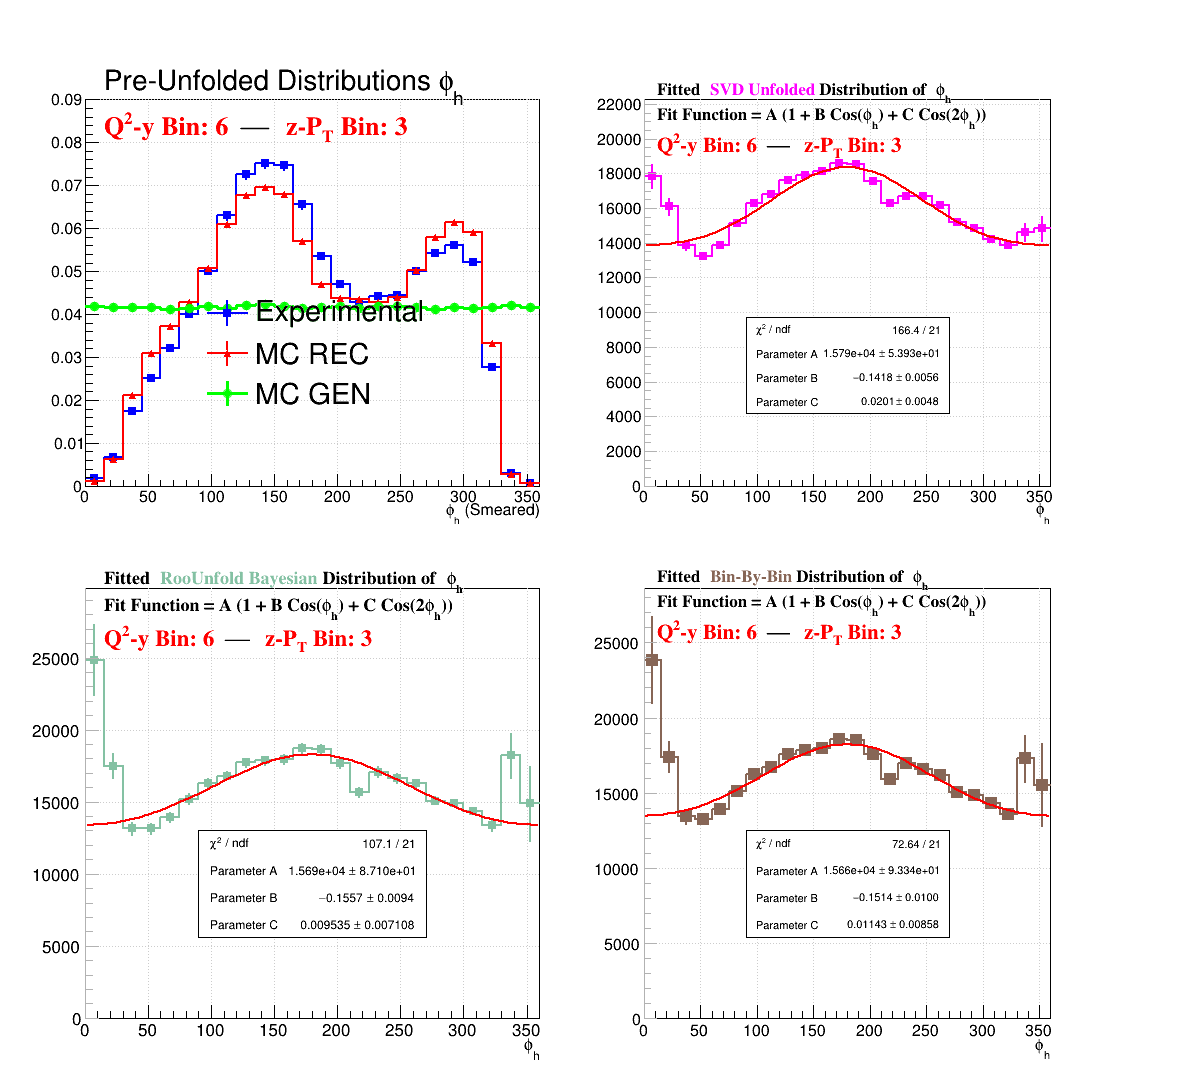 Pre-Unfolded Distributions ϕh
Q²-y Bin: 6 — z-PT Bin: 3
0.09
0.08
0.07
0.06
0.05
0.04
0.03
0.02
0.01
0
Experimental
MC REC
MC GEN
0 50 100 150 200 250 300 350
ϕh (Smeared)
Fitted SVD Unfolded Distribution of ϕh
Fit Function = A (1 + B Cos(ϕh) + C Cos(2ϕh))
Q²-y Bin: 6 — z-PT Bin: 3
22000
20000
18000
16000
14000
12000
10000
8000
6000
4000
2000
0
χ² / ndf 166.4 / 21
Parameter A 1.579e+04 ± 5.393e+01
Parameter B −0.1418 ± 0.0056
Parameter C 0.0201 ± 0.0048
0 50 100 150 200 250 300 350
ϕh
Fitted RooUnfold Bayesian Distribution of ϕh
Fit Function = A (1 + B Cos(ϕh) + C Cos(2ϕh))
Q²-y Bin: 6 — z-PT Bin: 3
25000
20000
15000
10000
5000
0
χ² / ndf 107.1 / 21
Parameter A 1.569e+04 ± 8.710e+01
Parameter B −0.1557 ± 0.0094
Parameter C 0.009535 ± 0.007108
0 50 100 150 200 250 300 350
ϕh
Fitted Bin-By-Bin Distribution of ϕh
Fit Function = A (1 + B Cos(ϕh) + C Cos(2ϕh))
Q²-y Bin: 6 — z-PT Bin: 3
25000
20000
15000
10000
5000
0
χ² / ndf 72.64 / 21
Parameter A 1.566e+04 ± 9.334e+01
Parameter B −0.1514 ± 0.0100
Parameter C 0.01143 ± 0.00858
0 50 100 150 200 250 300 350
ϕh